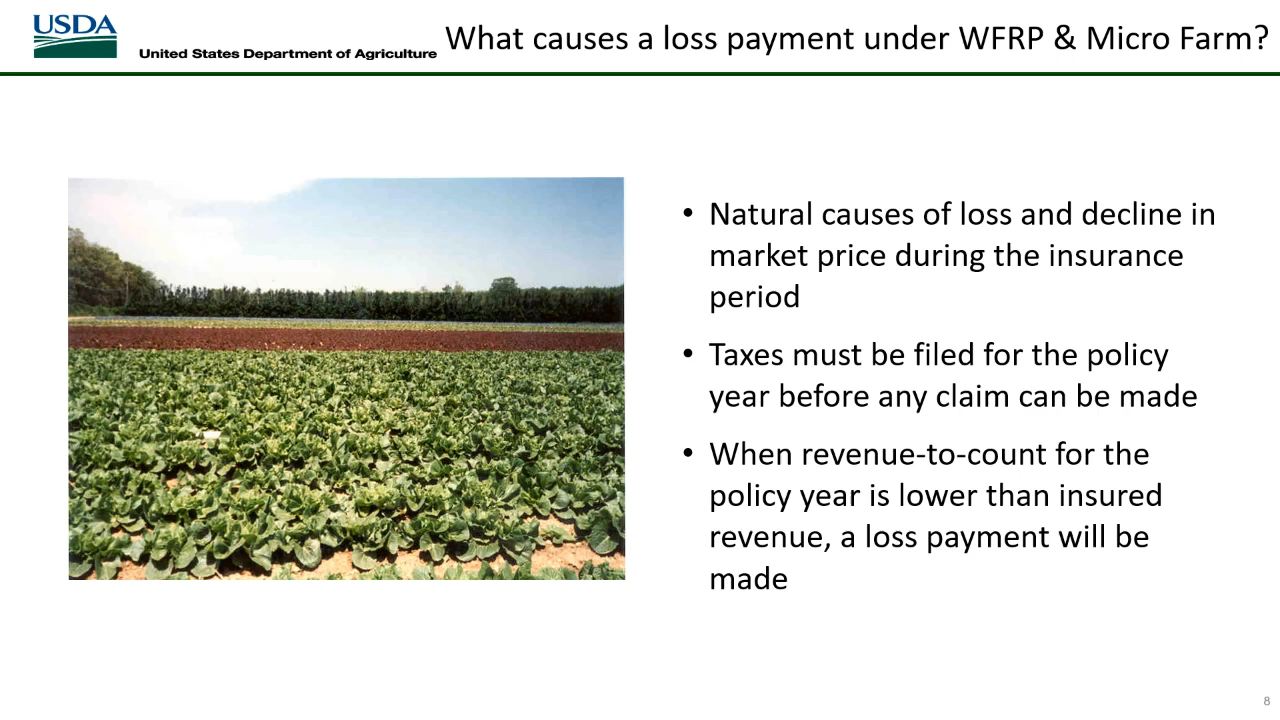 USDA
United States Department of Agriculture
What causes a loss payment under WFRP & Micro Farm?
• Natural causes of loss and decline in
market price during the insurance
period
• Taxes must be filed for the policy
year before any claim can be made
• When revenue-to-count for the
policy year is lower than insured
revenue, a loss payment will be
made
8